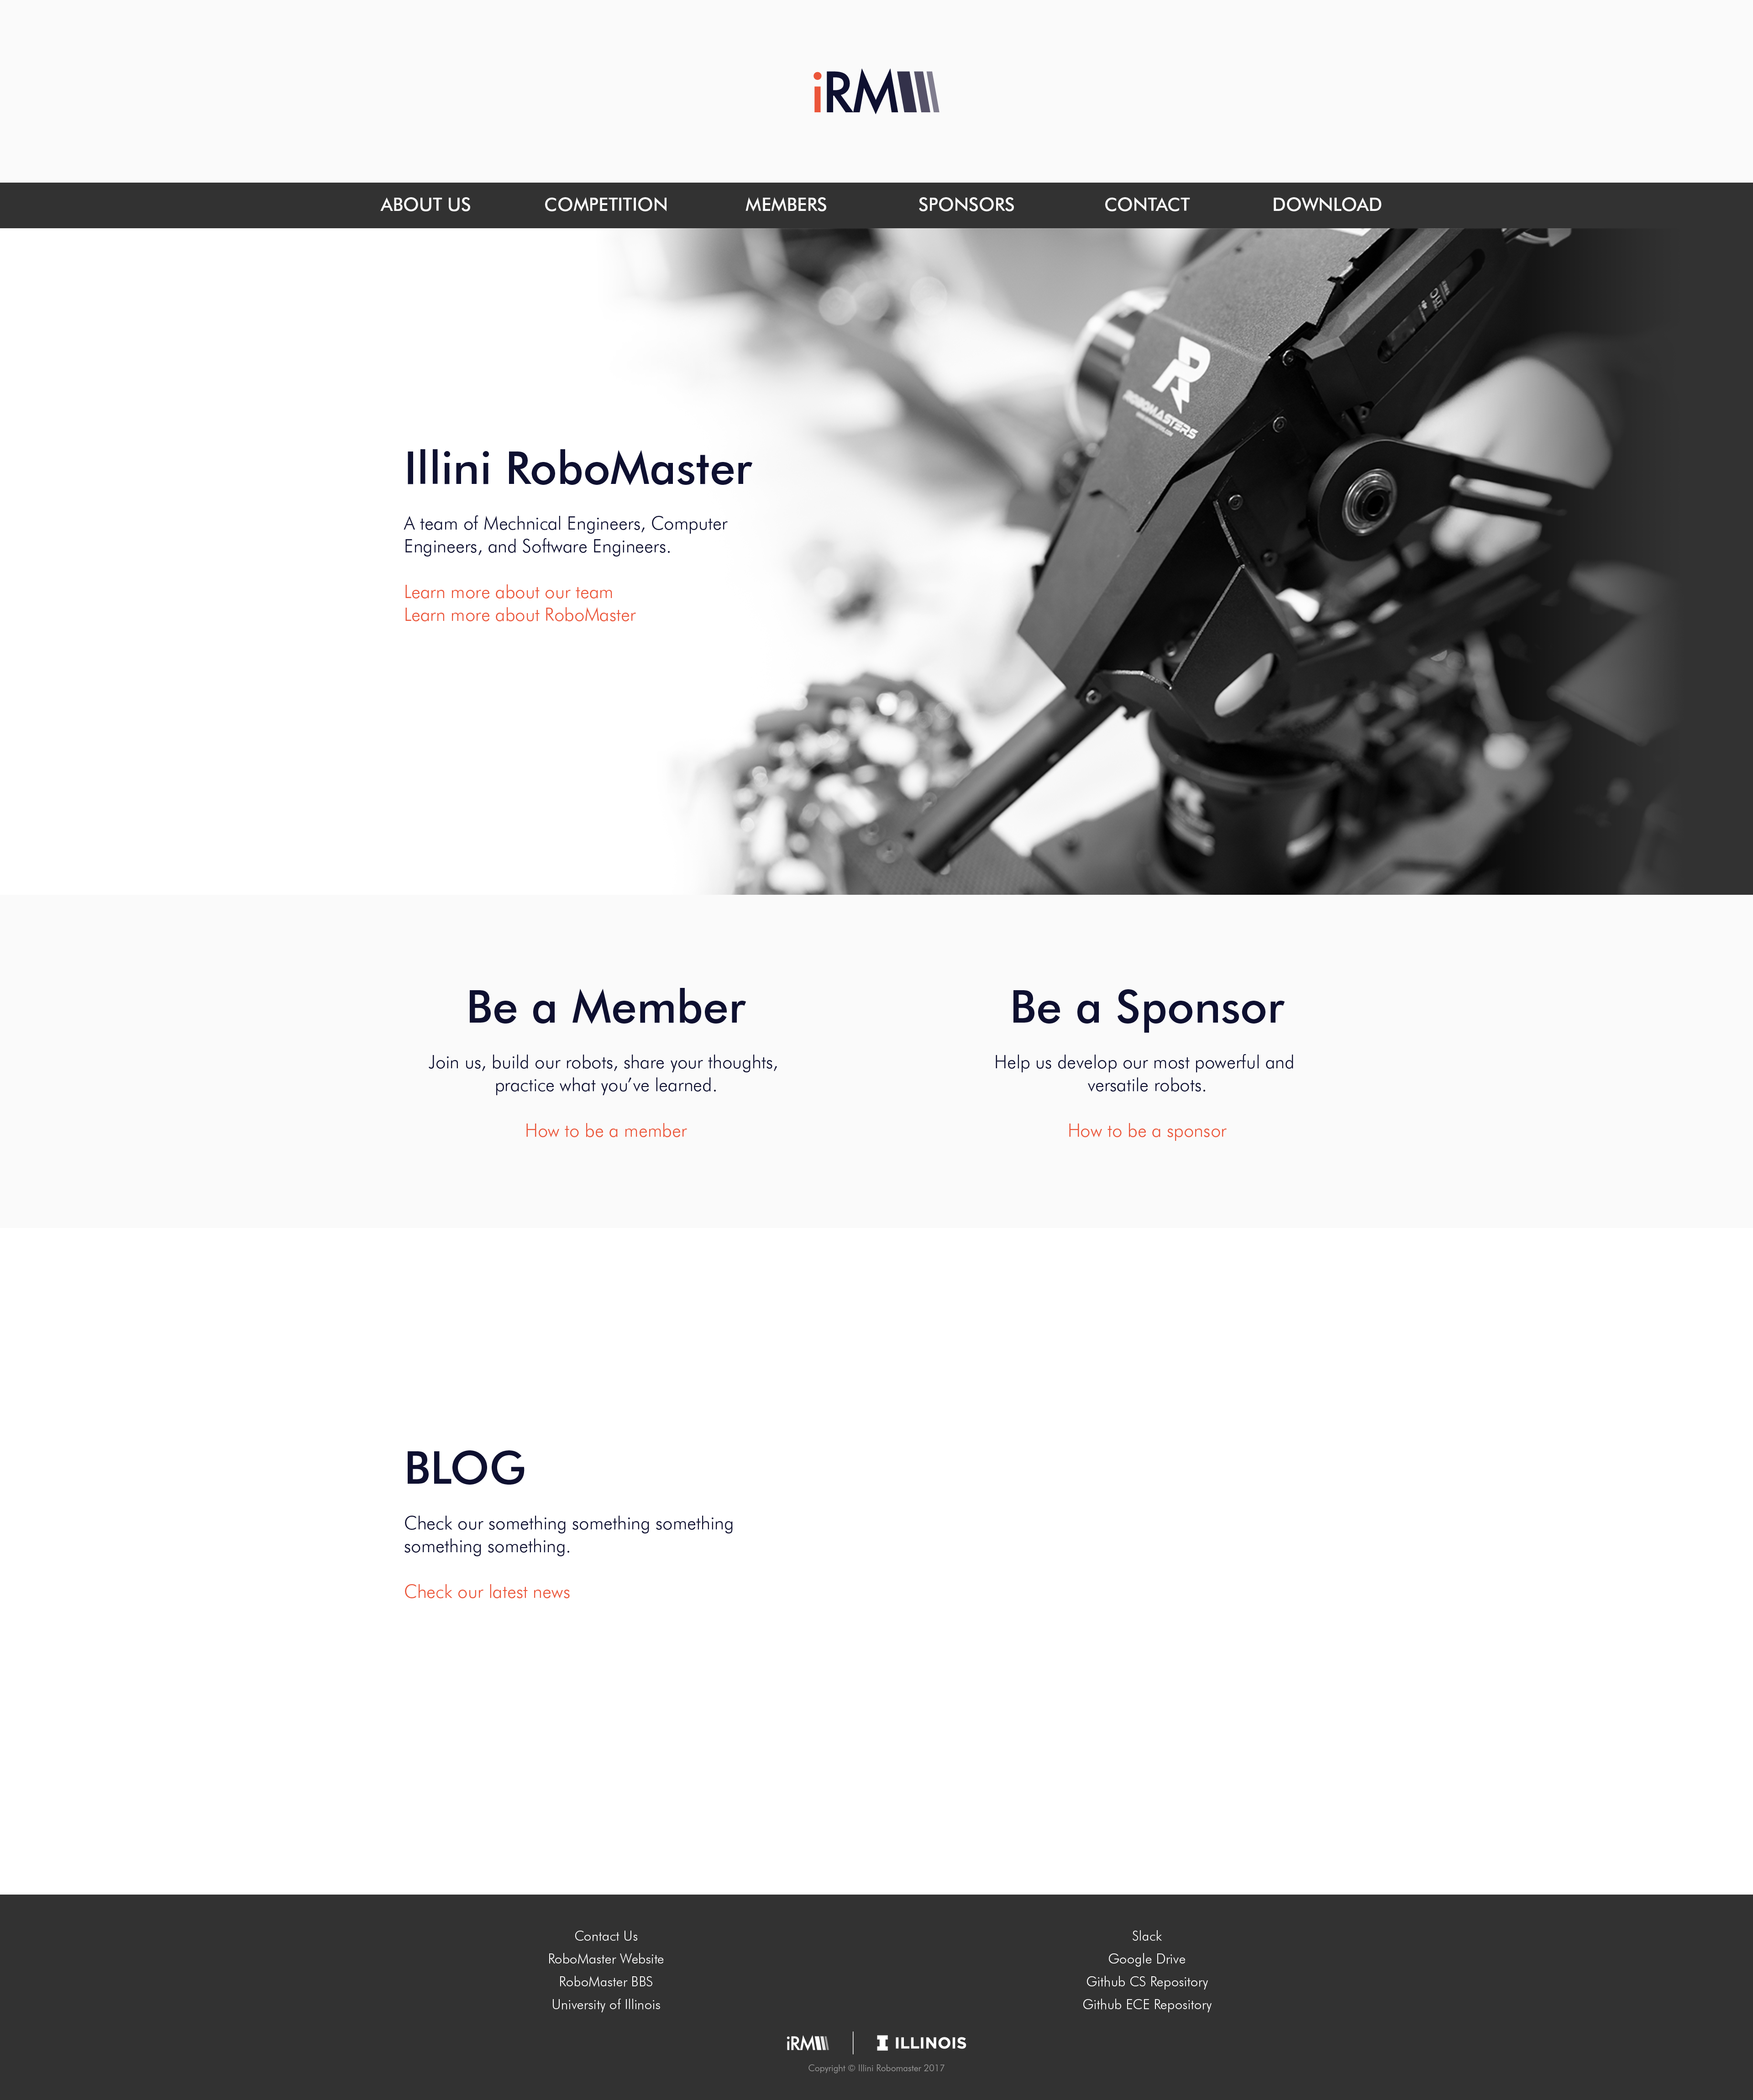 iRM
ABOUT US COMPETITION MEMBERS SPONSORS CONTACT DOWNLOAD
ROBOMASTERS
Illini RoboMaster
A team of Mechnical Engineers, Computer
Engineers, and Software Engineers.
Learn more about our team
Learn more about RoboMaster
Be a Member
Join us, build our robots, share your thoughts,
practice what you’ve learned.
How to be a member
Be a Sponsor
Help us develop our most powerful and
versatile robots.
How to be a sponsor
BLOG
Check our something something something
something something.
Check our latest news
Contact Us
RoboMaster Website
RoboMaster BBS
University of Illinois
Slack
Google Drive
Github CS Repository
Github ECE Repository
iRM
I ILLINOIS
Copyright © Illini Robomaster 2017